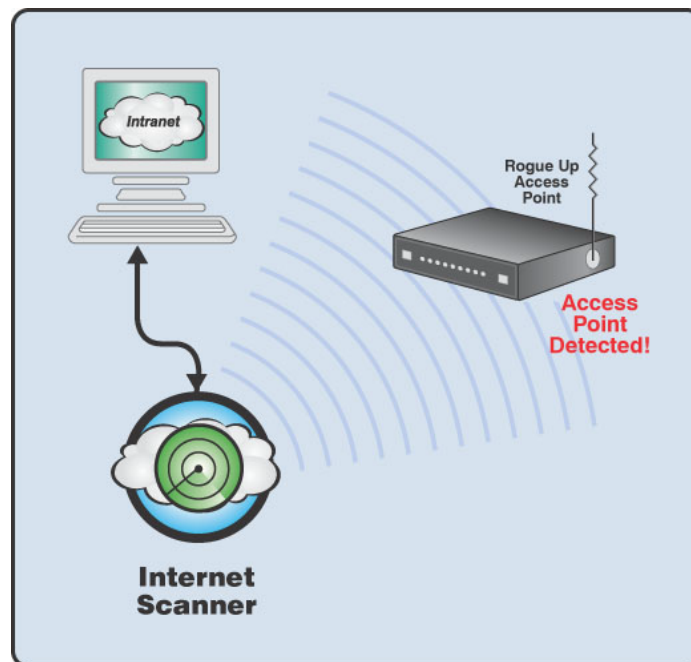 Intranet
Rogue Up
Access
Point
Access
Point
Detected!
Internet
Scanner